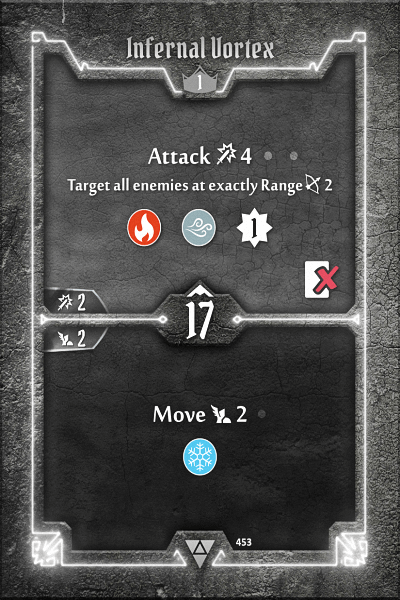 Infernal Vortex
1
Attack 4
Target all enemies at exactly Range 2
1
2
17
2
Move 2
453